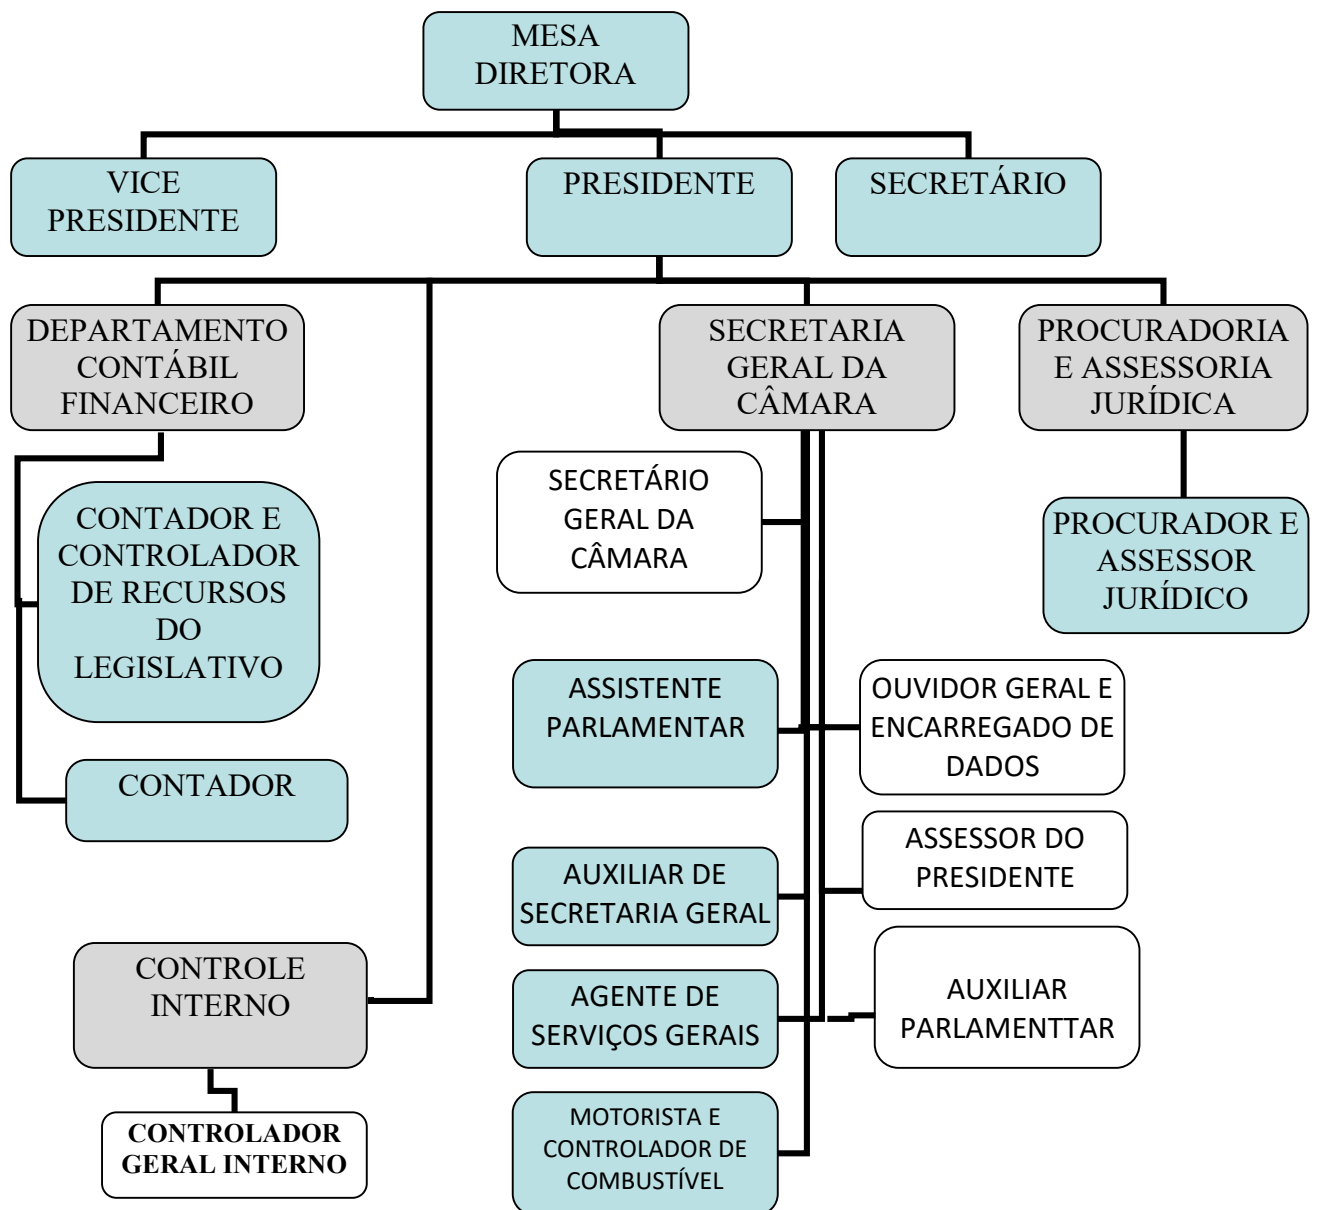 MESA
DIRETORA
VICE
PRESIDENTE
PRESIDENTE
SECRETÁRIO
DEPARTAMENTO
CONTÁBIL
FINANCEIRO
SECRETARIA
GERAL DA
CÂMARA
PROCURADORIA
E ASSESSORIA
JURÍDICA
SECRETÁRIO
GERAL DA
CÂMARA
CONTADOR E
CONTROLADOR
DE RECURSOS
DO
LEGISLATIVO
PROCURADOR E
ASSESSOR
JURÍDICO
ASSISTENTE
PARLAMENTAR
OUVIDOR GERAL E
ENCARREGADO DE
DADOS
CONTADOR
ASSESSOR DO
PRESIDENTE
AUXILIAR DE
SECRETARIA GERAL
CONTROLE
INTERNO
AGENTE DE
SERVIÇOS GERAIS
AUXILIAR
PARLAMENTTAR
MOTORISTA E
CONTROLADOR DE
COMBUSTÍVEL
CONTROLADOR
GERAL INTERNO